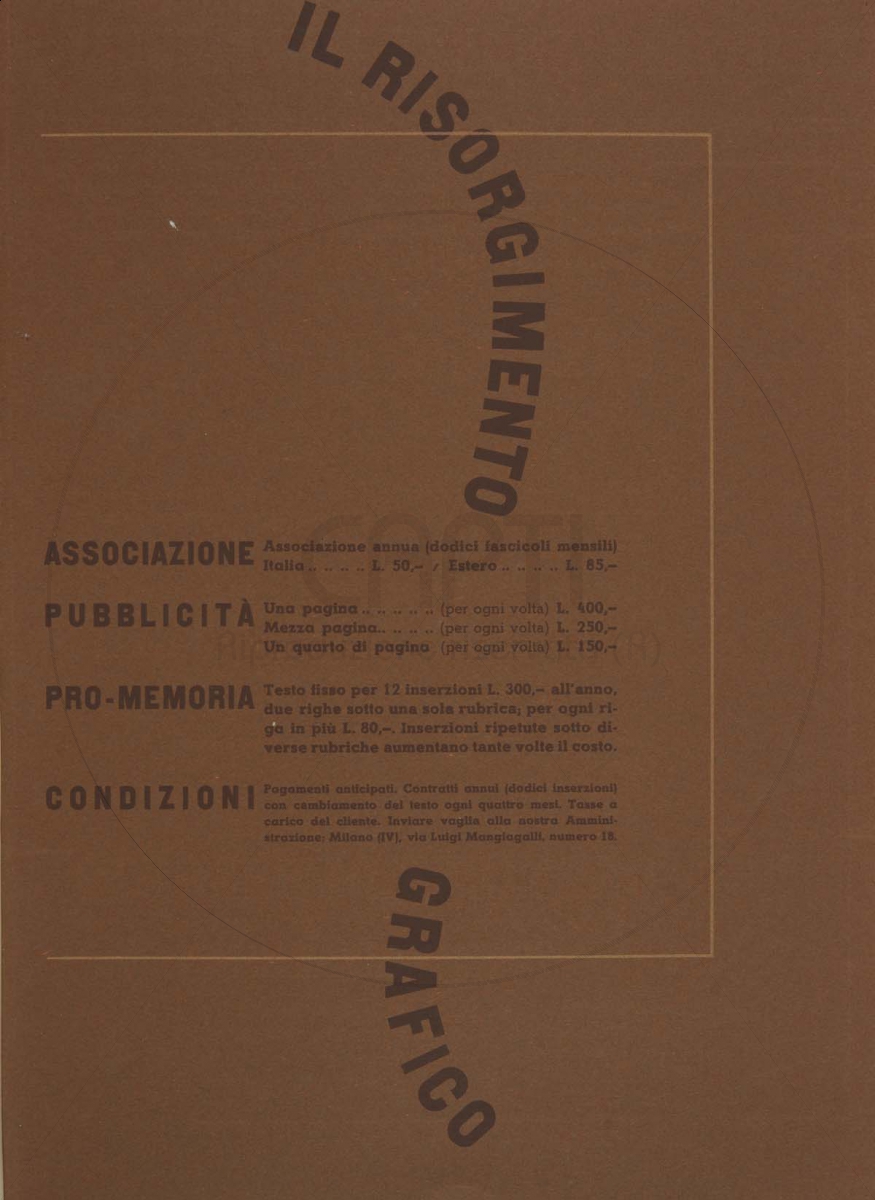 IL RISORGIMENTO
ASSOCIAZIONE
Associazione annua (dodici fascicoli mensili)
Italia .. .. .. .. L. 50,- / Estero .. .. .. .. L. 85,-
PUBBLICITÀ
Una pagina .. .. .. .. .. (per ogni volta) L. 400,-
Mezza pagina.. .. .. .. (per ogni volta) L. 250,-
Un quarto di pagina (per ogni volta) L. 150,-
PRO-MEMORIA
Testo fisso per 12 inserzioni L. 300,- all'anno,
due righe sotto una sola rubrica; per ogni ri-
ga in più L. 80,-. Inserzioni ripetute sotto di-
verse rubriche aumentano tante volte il costo.
CONDIZIONI
Pagamenti anticipati. Contratti annui (dodici inserzioni)
con cambiamento del testo ogni quattro mesi. Tasse a
carico del cliente. Inviare vaglia alla nostra Ammini-
strazione: Milano (IV), via Luigi Mangiagalli, numero 18.
GRAFICO